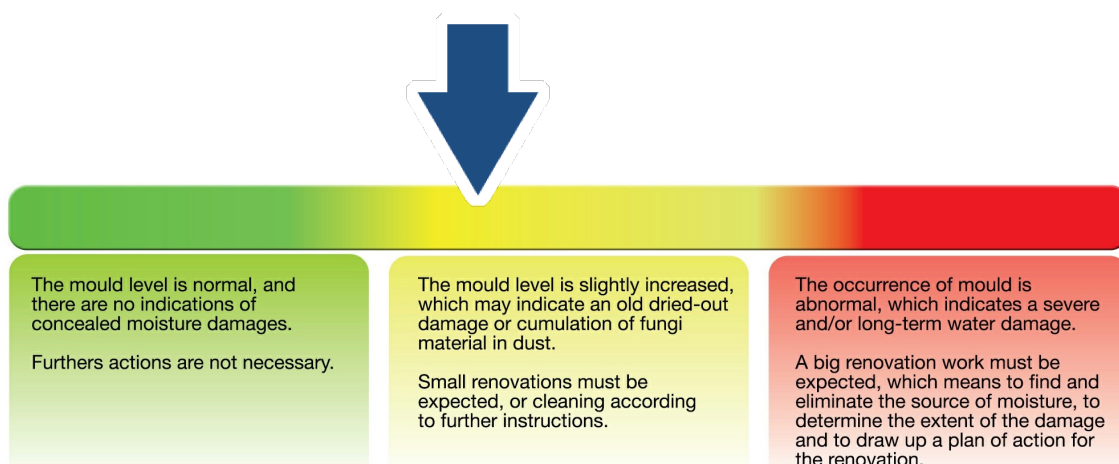 The mould level is normal, and
there are no indications of
concealed moisture damages.
Furthers actions are not necessary.
The mould level is slightly increased,
which may indicate an old dried-out
damage or cumulation of fungi
material in dust.
Small renovations must be
expected, or cleaning according
to further instructions.
The occurrence of mould is
abnormal, which indicates a severe
and/or long-term water damage.
A big renovation work must be
expected, which means to find and
eliminate the source of moisture, to
determine the extent of the damage
and to draw up a plan of action for
the renovation.